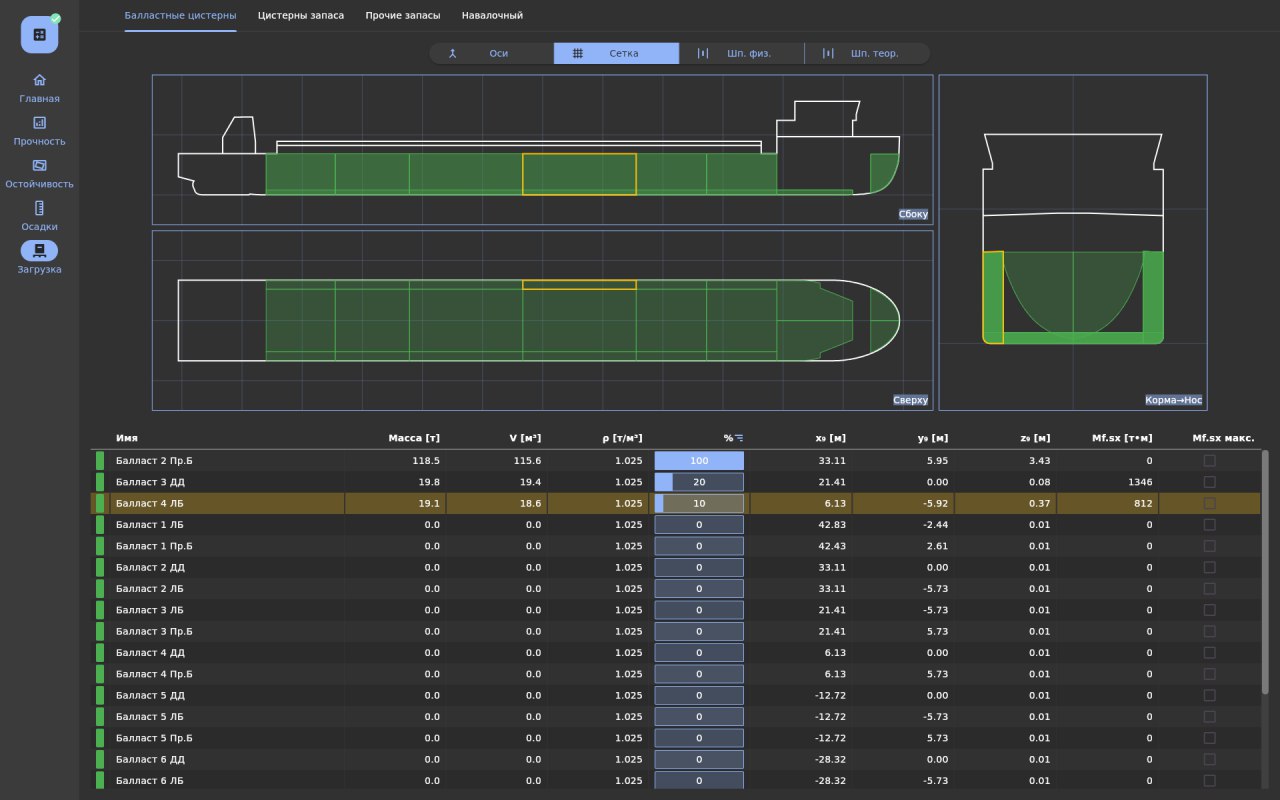 Балластные цистерны Цистерны запаса Прочие запасы Навалочный
Главная
Прочность
Остойчивость
Осадки
Загрузка
Оси Сетка Шп. физ. Шп. теор.
Сбоку
Сверху
Корма→Нос
Имя Масса [т] V [м³] ρ [т/м³] % x₉ [м] y₉ [м] z₉ [м] Mf.sx [т•м] Mf.sx макс.
Балласт 2 Пр.Б 118.5 115.6 1.025 100 33.11 5.95 3.43 0
Балласт 3 ДД 19.8 19.4 1.025 20 21.41 0.00 0.08 1346
Балласт 4 ЛБ 19.1 18.6 1.025 10 6.13 -5.92 0.37 812
Балласт 1 ЛБ 0.0 0.0 1.025 0 42.83 -2.44 0.01 0
Балласт 1 Пр.Б 0.0 0.0 1.025 0 42.43 2.61 0.01 0
Балласт 2 ДД 0.0 0.0 1.025 0 33.11 0.00 0.01 0
Балласт 2 ЛБ 0.0 0.0 1.025 0 33.11 -5.73 0.01 0
Балласт 3 ЛБ 0.0 0.0 1.025 0 21.41 -5.73 0.01 0
Балласт 3 Пр.Б 0.0 0.0 1.025 0 21.41 5.73 0.01 0
Балласт 4 ДД 0.0 0.0 1.025 0 6.13 0.00 0.01 0
Балласт 4 Пр.Б 0.0 0.0 1.025 0 6.13 5.73 0.01 0
Балласт 5 ДД 0.0 0.0 1.025 0 -12.72 0.00 0.01 0
Балласт 5 ЛБ 0.0 0.0 1.025 0 -12.72 -5.73 0.01 0
Балласт 5 Пр.Б 0.0 0.0 1.025 0 -12.72 5.73 0.01 0
Балласт 6 ДД 0.0 0.0 1.025 0 -28.32 0.00 0.01 0
Балласт 6 ЛБ 0.0 0.0 1.025 0 -28.32 -5.73 0.01 0